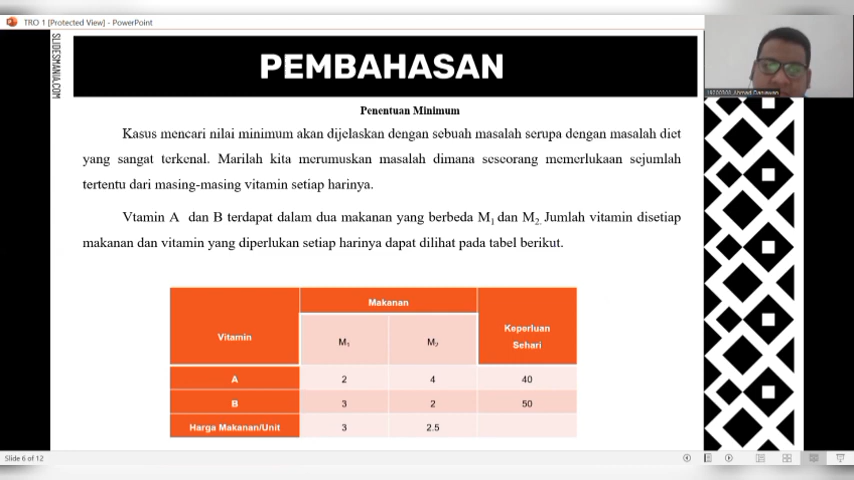 TRO 1 [Protected View] - PowerPoint
SLIDESMANIA.COM
PEMBAHASAN
Penentuan Minimum
Kasus mencari nilai minimum akan dijelaskan dengan sebuah masalah serupa dengan masalah diet
yang sangat terkenal. Marilah kita merumuskan masalah dimana seseorang memerlukaan sejumlah
tertentu dari masing-masing vitamin setiap harinya.
Vtamin A dan B terdapat dalam dua makanan yang berbeda M1 dan M2. Jumlah vitamin disetiap
makanan dan vitamin yang diperlukan setiap harinya dapat dilihat pada tabel berikut.
Vitamin Makanan Keperluan Sehari
M1 M2
A 2 4 40
B 3 2 50
Harga Makanan/Unit 3 2.5
Slide 6 of 12